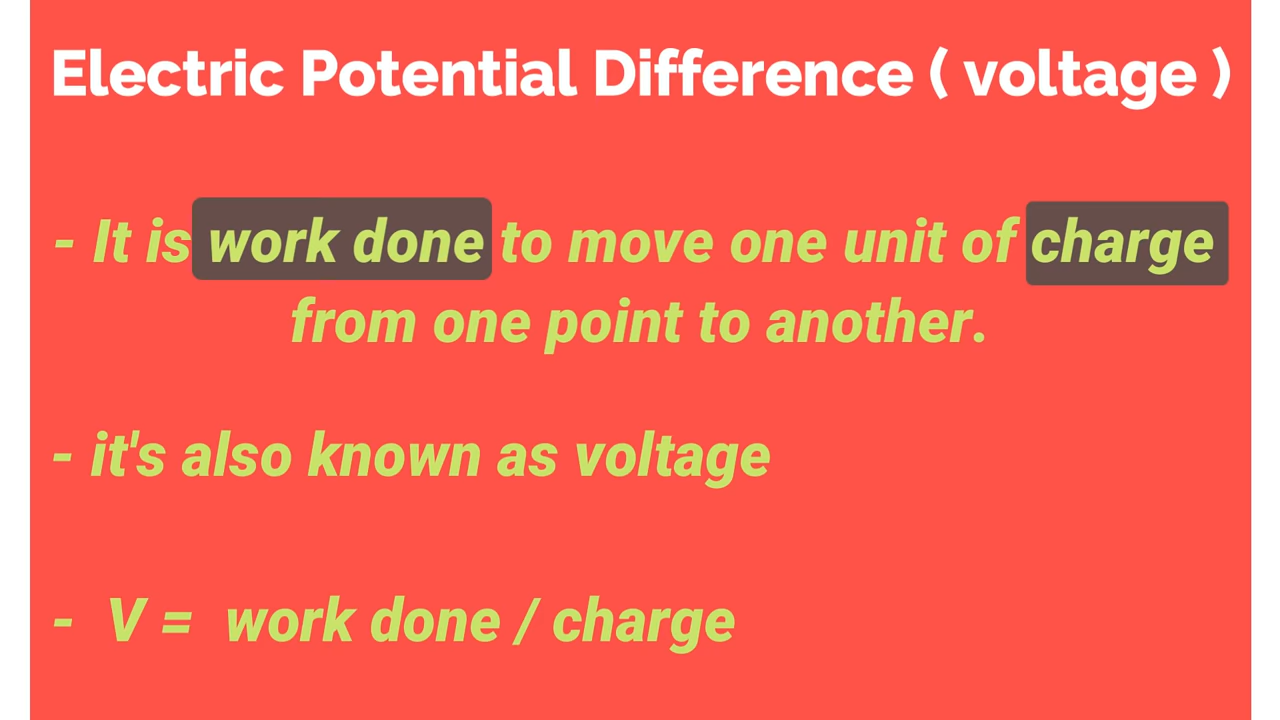 Electric Potential Difference ( voltage )
- It is work done to move one unit of charge
from one point to another.
- it's also known as voltage
- V = work done / charge